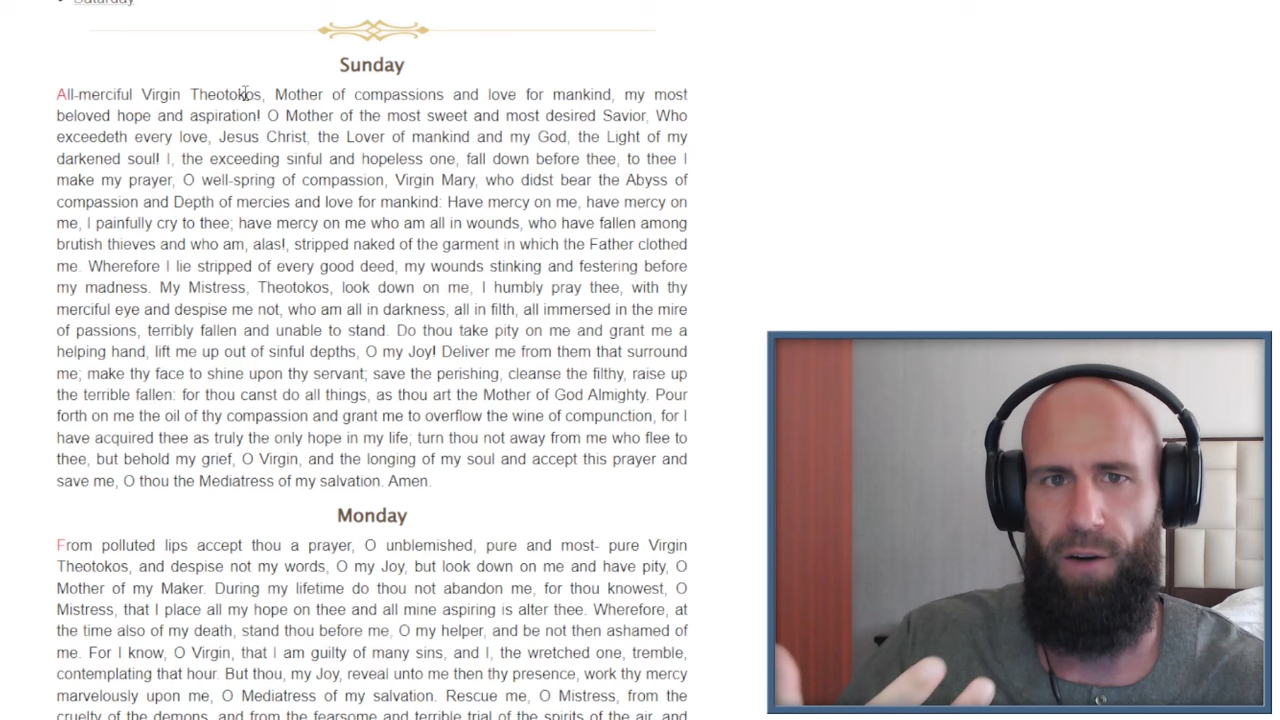 Saturday
Sunday
All-merciful Virgin Theotokos, Mother of compassions and love for mankind, my most
beloved hope and aspiration! O Mother of the most sweet and most desired Savior, Who
exceedeth every love, Jesus Christ, the Lover of mankind and my God, the Light of my
darkened soul! I, the exceeding sinful and hopeless one, fall down before thee, to thee I
make my prayer, O well-spring of compassion, Virgin Mary, who didst bear the Abyss of
compassion and Depth of mercies and love for mankind: Have mercy on me, have mercy on
me, I painfully cry to thee; have mercy on me who am all in wounds, who have fallen among
brutish thieves and who am, alas!, stripped naked of the garment in which the Father clothed
me. Wherefore I lie stripped of every good deed, my wounds stinking and festering before
my madness. My Mistress, Theotokos, look down on me, I humbly pray thee, with thy
merciful eye and despise me not, who am all in darkness, all in filth, all immersed in the mire
of passions, terribly fallen and unable to stand. Do thou take pity on me and grant me a
helping hand, lift me up out of sinful depths, O my Joy! Deliver me from them that surround
me; make thy face to shine upon thy servant; save the perishing, cleanse the filthy, raise up
the terrible fallen: for thou canst do all things, as thou art the Mother of God Almighty. Pour
forth on me the oil of thy compassion and grant me to overflow the wine of compunction, for I
have acquired thee as truly the only hope in my life, turn thou not away from me who flee to
thee, but behold my grief, O Virgin, and the longing of my soul and accept this prayer and
save me, O thou the Mediatress of my salvation. Amen.
Monday
From polluted lips accept thou a prayer, O unblemished, pure and most- pure Virgin
Theotokos, and despise not my words, O my Joy, but look down on me and have pity, O
Mother of my Maker. During my lifetime do thou not abandon me, for thou knowest, O
Mistress, that I place all my hope on thee and all mine aspiring is alter thee. Wherefore, at
the time also of my death, stand thou before me, O my helper, and be not then ashamed of
me. For I know, O Virgin, that I am guilty of many sins, and I, the wretched one, tremble,
contemplating that hour. But thou, my Joy, reveal unto me then thy presence, work thy mercy
marvelously upon me, O Mediatress of my salvation. Rescue me, O Mistress, from the
cruelty of the demons, and from the fearsome and terrible trial of the spirits of the air, and